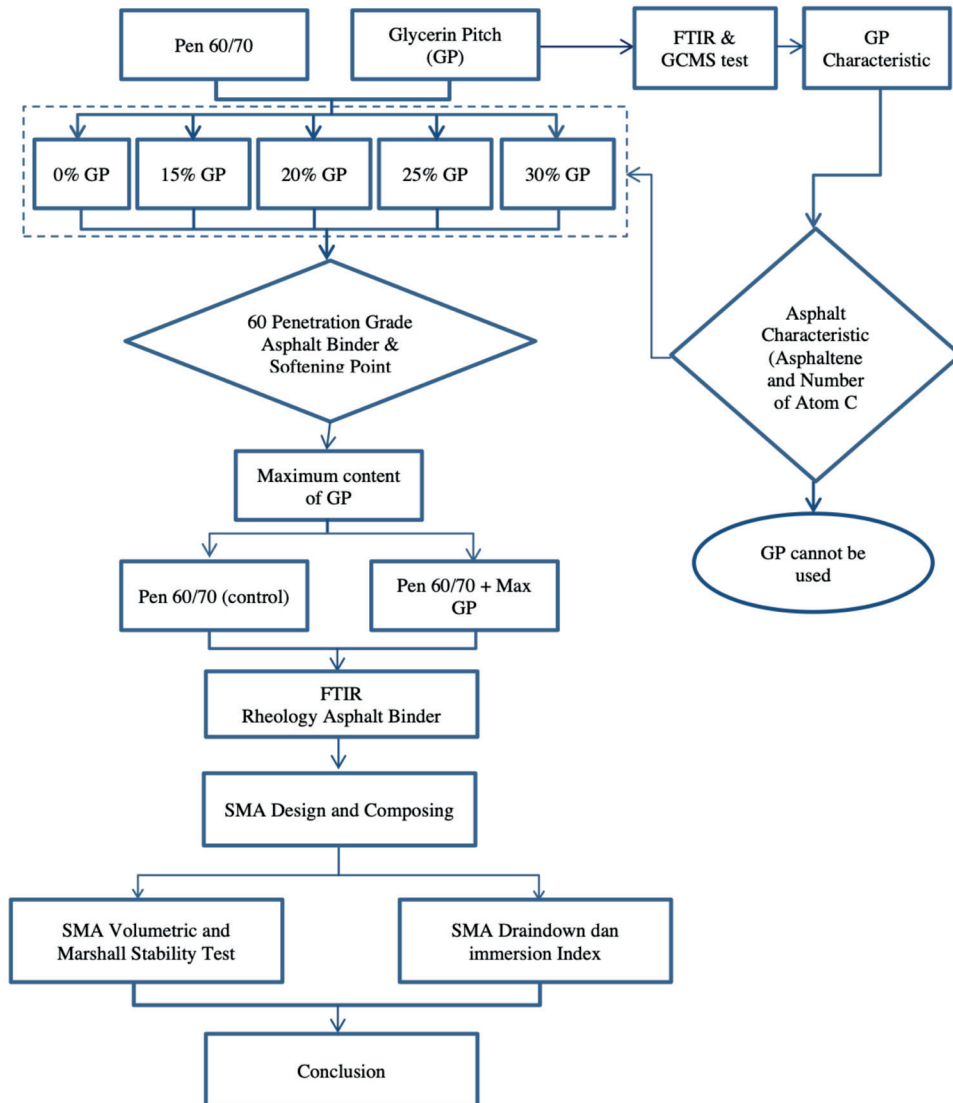 Pen 60/70
Glycerin Pitch
(GP)
FTIR &
GCMS test
GP
Characteristic
0% GP
15% GP
20% GP
25% GP
30% GP
60 Penetration Grade
Asphalt Binder &
Softening Point
Asphalt
Characteristic
(Asphaltene
and Number
of Atom C
Maximum content
of GP
GP cannot be
used
Pen 60/70 (control)
Pen 60/70 + Max
GP
FTIR
Rheology Asphalt Binder
SMA Design and Composing
SMA Volumetric and
Marshall Stability Test
SMA Draindown dan
immersion Index
Conclusion